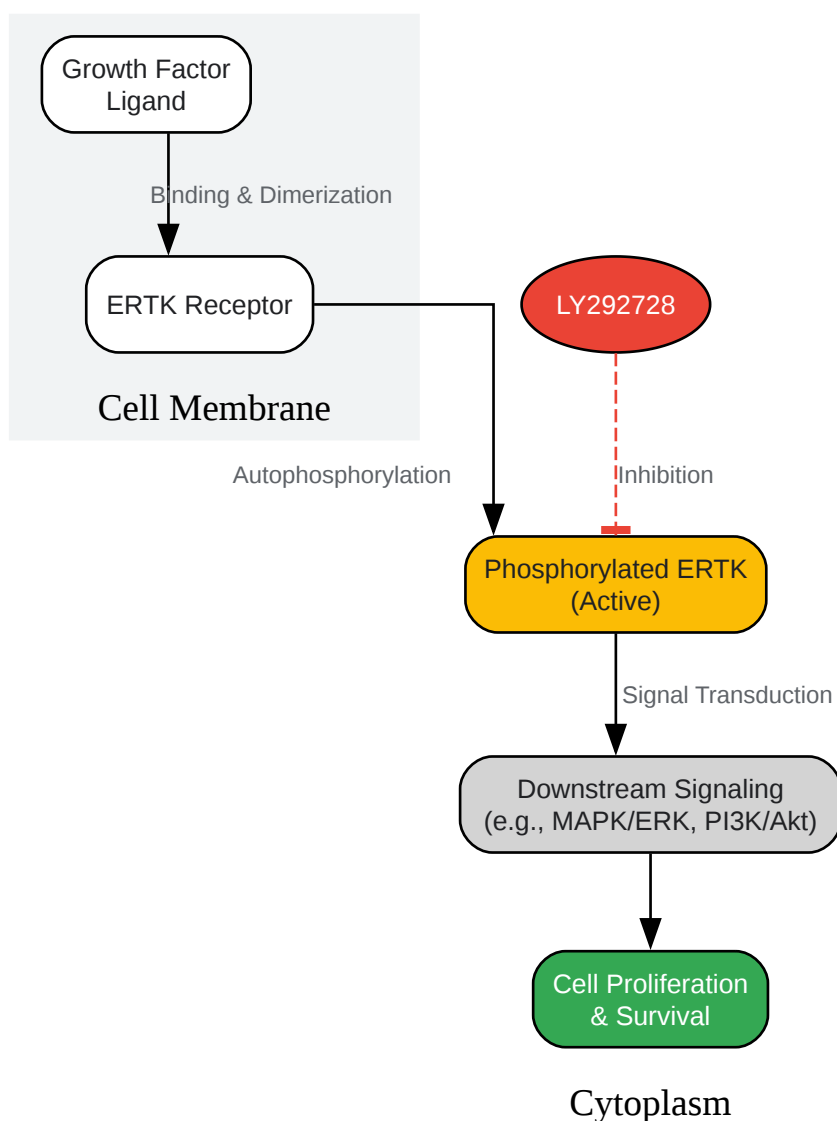 Growth Factor
Ligand
Binding & Dimerization
ERTK Receptor
LY292728
Cell Membrane
Autophosphorylation
Inhibition
Phosphorylated ERTK
(Active)
Signal Transduction
Downstream Signaling
(e.g., MAPK/ERK, PI3K/Akt)
Cell Proliferation
& Survival
Cytoplasm